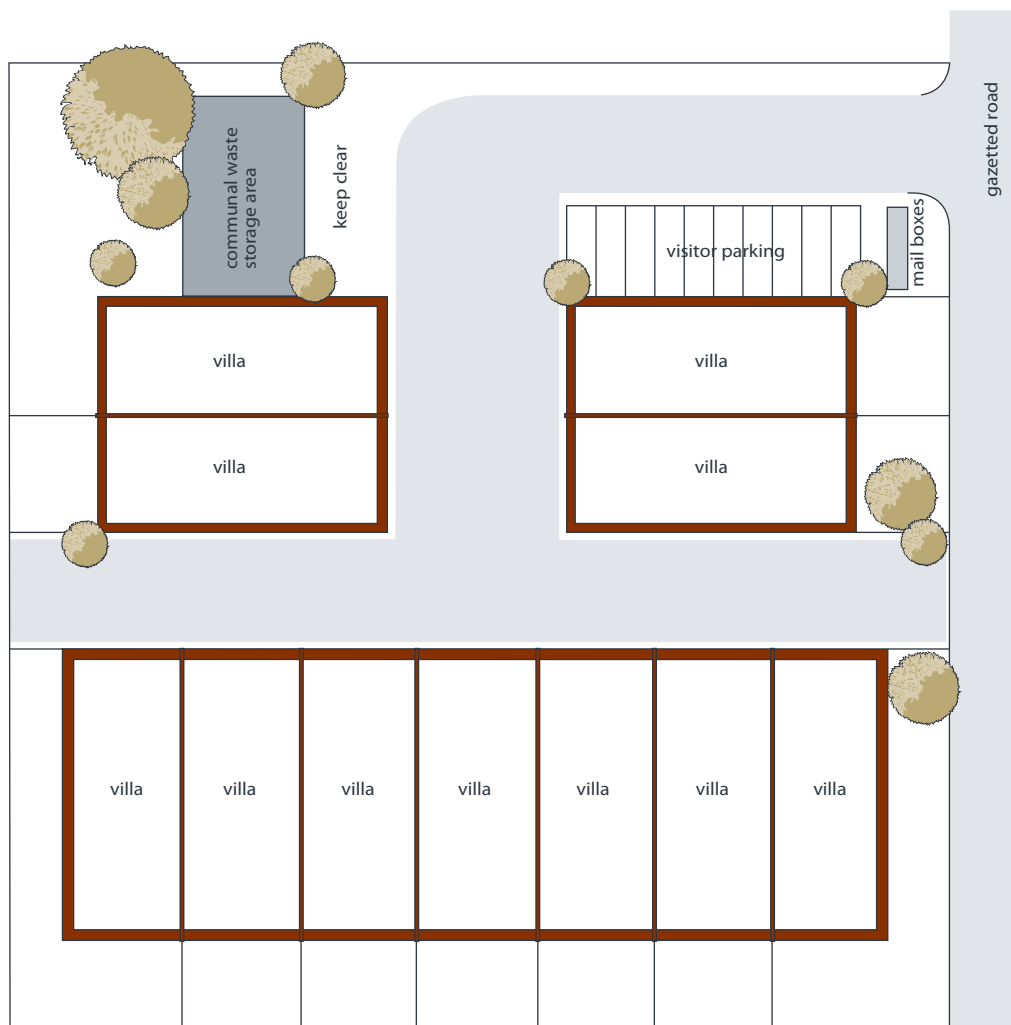 gazetted road
communal waste
storage area
keep clear
mail boxes
visitor parking
villa
villa
villa
villa
villa
villa
villa
villa
villa
villa
villa